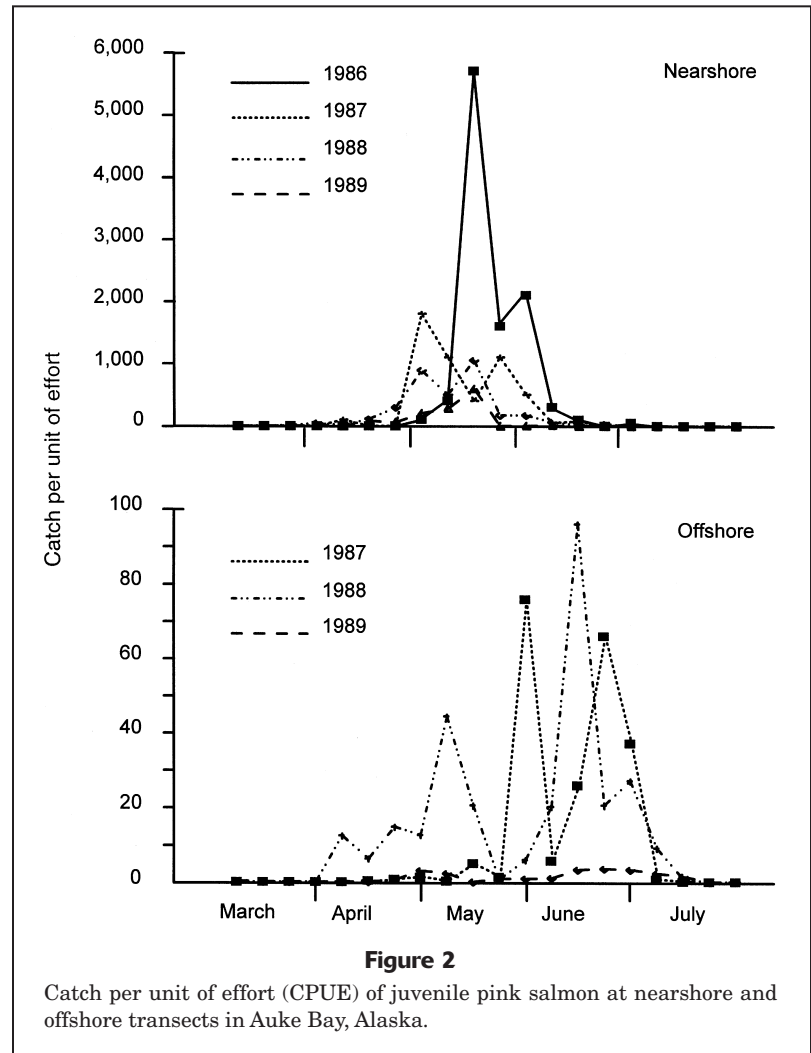 6,000
5,000
4,000
3,000
2,000
1,000
0
1986
1987
1988
1989
Nearshore
Catch per unit of effort
100
80
60
40
20
0
1987
1988
1989
Offshore
March April May June July
Figure 2
Catch per unit of effort (CPUE) of juvenile pink salmon at nearshore and
offshore transects in Auke Bay, Alaska.